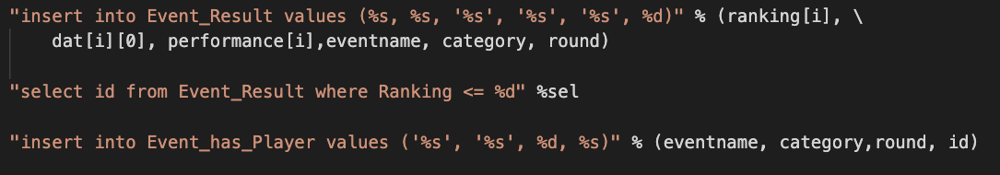 "insert into Event_Result values (%s, %s, '%s', '%s', '%s', %d)" % (ranking[i], \
dat[i][0], performance[i],eventname, category, round)
"select id from Event_Result where Ranking <= %d" %sel
"insert into Event_has_Player values ('%s', '%s', %d, %s)" % (eventname, category,round, id)